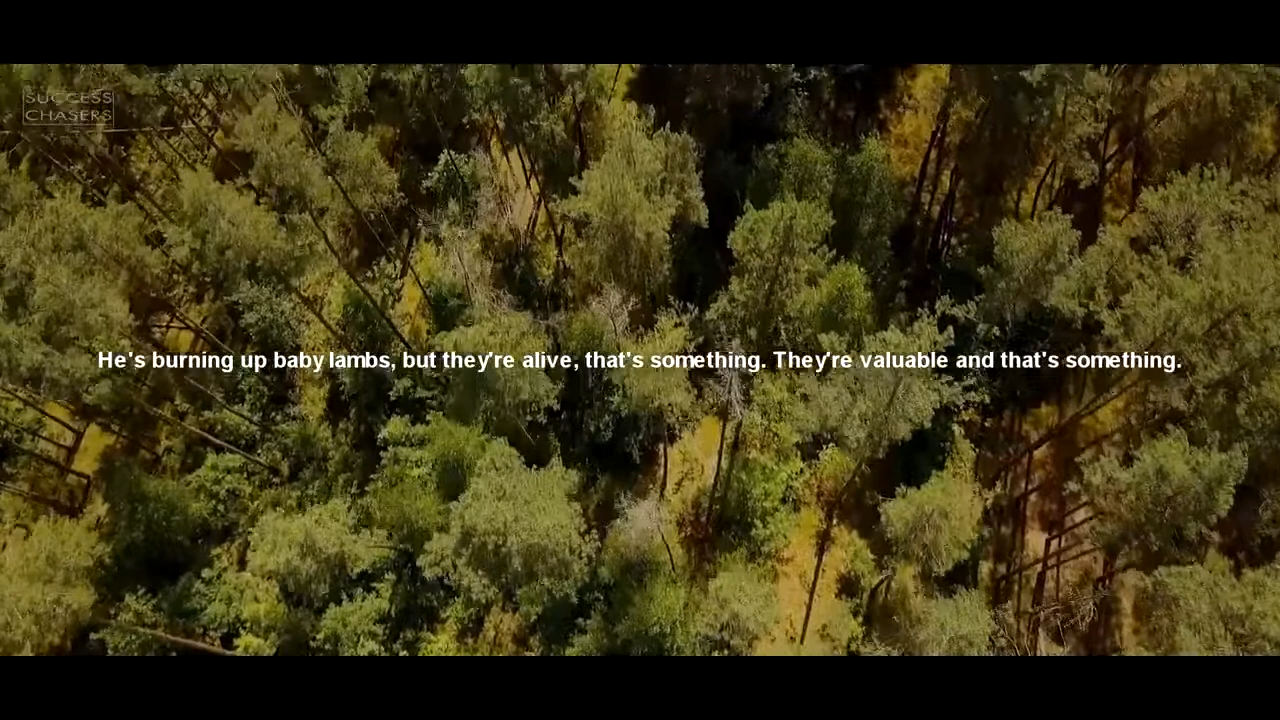 SUCCESS
CHASERS
He's burning up baby lambs, but they're alive, that's something. They're valuable and that's something.